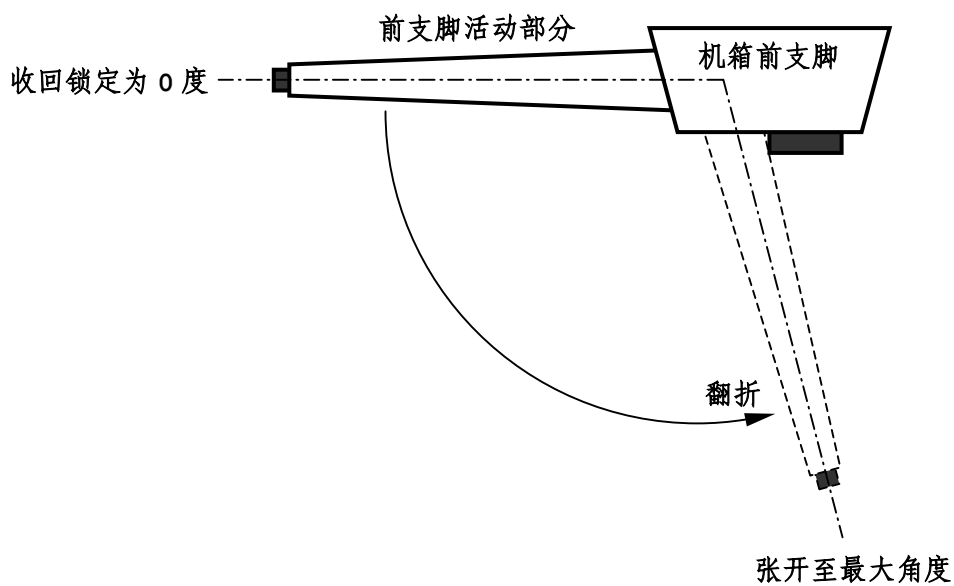 前支脚活动部分
机箱前支脚
收回锁定为 0 度
翻折
张开至最大角度